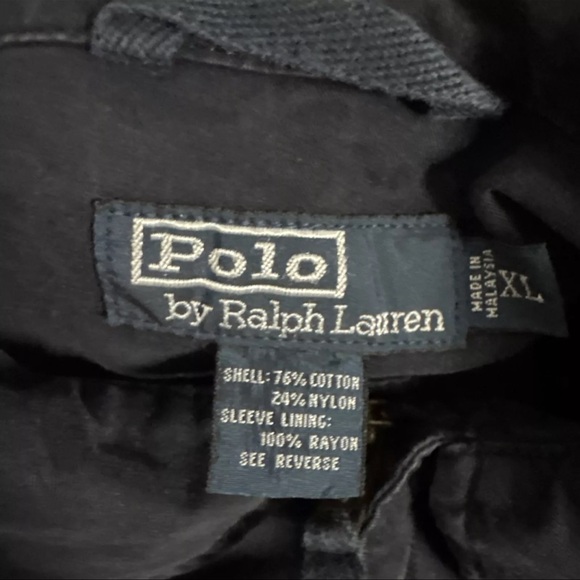 Polo
by Ralph Lauren
MADE IN
MALAYSIA
XL
SHELL: 76% COTTON
24% NYLON
SLEEVE LINING:
100% RAYON
SEE REVERSE